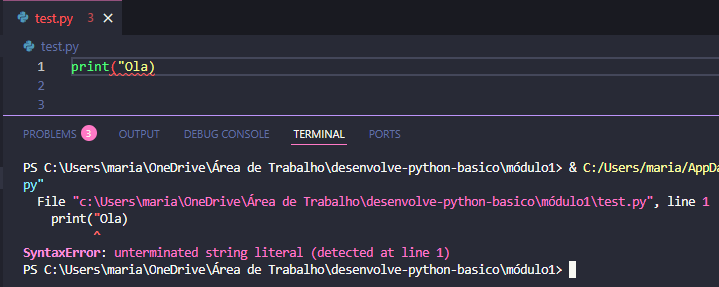 test.py 3 ×
test.py
1 print("Ola)
2
3
PROBLEMS 3 OUTPUT DEBUG CONSOLE TERMINAL PORTS
PS C:\Users\maria\OneDrive\Área de Trabalho\desenvolve-python-basico\módulo1> & C:/Users/maria/AppDa
py"
File "c:\Users\maria\OneDrive\Área de Trabalho\desenvolve-python-basico\módulo1\test.py", line 1
print("Ola)
^
SyntaxError: unterminated string literal (detected at line 1)
PS C:\Users\maria\OneDrive\Área de Trabalho\desenvolve-python-basico\módulo1>